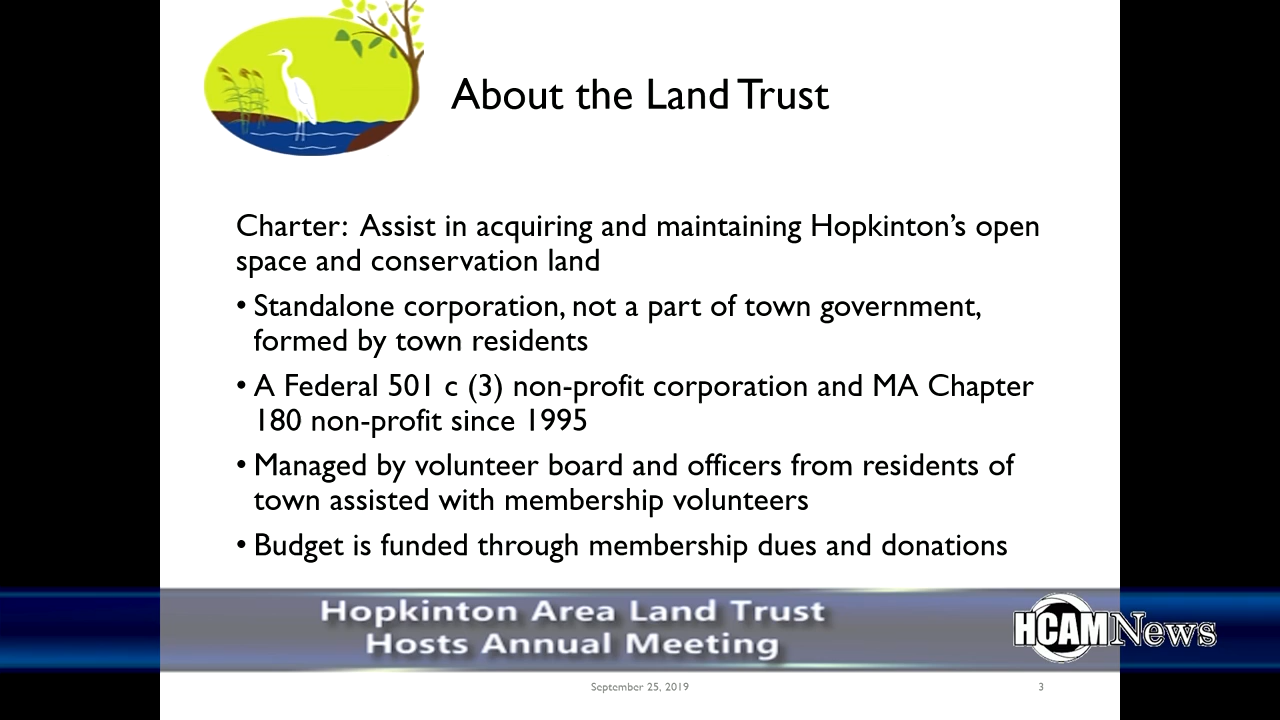 About the Land Trust
Charter:  Assist in acquiring and maintaining Hopkinton’s open
space and conservation land
• Standalone corporation, not a part of town government,
formed by town residents
• A Federal 501 c (3) non-profit corporation and MA Chapter
180 non-profit since 1995
• Managed by volunteer board and officers from residents of
town assisted with membership volunteers
• Budget is funded through membership dues and donations
Hopkinton Area Land Trust
Hosts Annual Meeting
HCAM News
September 25, 2019
3